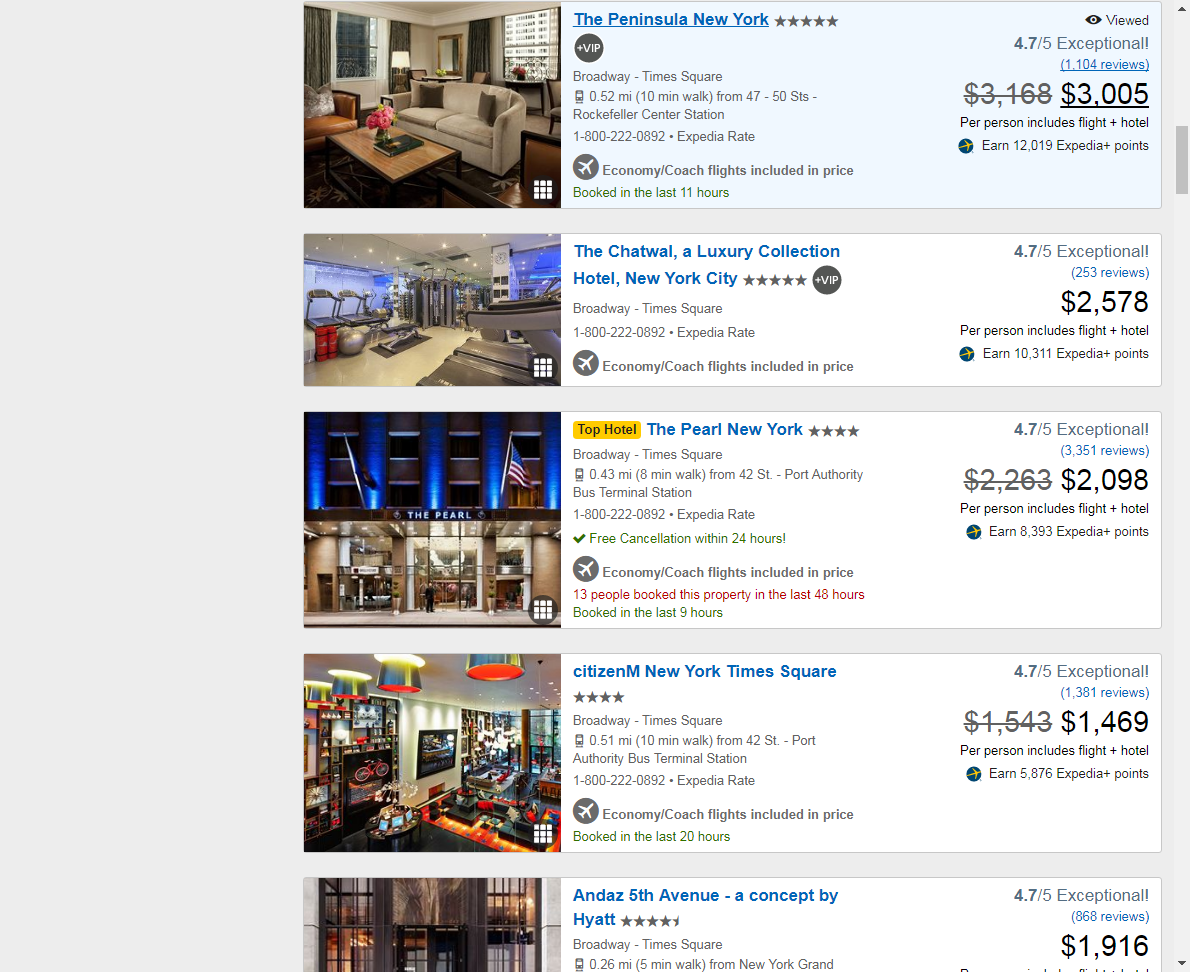 The Peninsula New York
Viewed
+VIP
4.7/5 Exceptional!
(1,104 reviews)
Broadway - Times Square
$3,168 $3,005
0.52 mi (10 min walk) from 47 - 50 Sts -
Rockefeller Center Station
Per person includes flight + hotel
1-800-222-0892 • Expedia Rate
Earn 12,019 Expedia+ points
Economy/Coach flights included in price
Booked in the last 11 hours
The Chatwal, a Luxury Collection
Hotel, New York City +VIP
4.7/5 Exceptional!
(253 reviews)
$2,578
Broadway - Times Square
Per person includes flight + hotel
1-800-222-0892 • Expedia Rate
Earn 10,311 Expedia+ points
Economy/Coach flights included in price
THE PEARL
Top Hotel The Pearl New York
4.7/5 Exceptional!
(3,351 reviews)
Broadway - Times Square
$2,263 $2,098
0.43 mi (8 min walk) from 42 St. - Port Authority
Bus Terminal Station
Per person includes flight + hotel
1-800-222-0892 • Expedia Rate
Earn 8,393 Expedia+ points
Free Cancellation within 24 hours!
Economy/Coach flights included in price
13 people booked this property in the last 48 hours
Booked in the last 9 hours
citizenM New York Times Square
4.7/5 Exceptional!
(1,381 reviews)
Broadway - Times Square
$1,543 $1,469
0.51 mi (10 min walk) from 42 St. - Port
Authority Bus Terminal Station
Per person includes flight + hotel
1-800-222-0892 • Expedia Rate
Earn 5,876 Expedia+ points
Economy/Coach flights included in price
Booked in the last 20 hours
Andaz 5th Avenue - a concept by
Hyatt
4.7/5 Exceptional!
(868 reviews)
Broadway - Times Square
$1,916
0.26 mi (5 min walk) from New York Grand